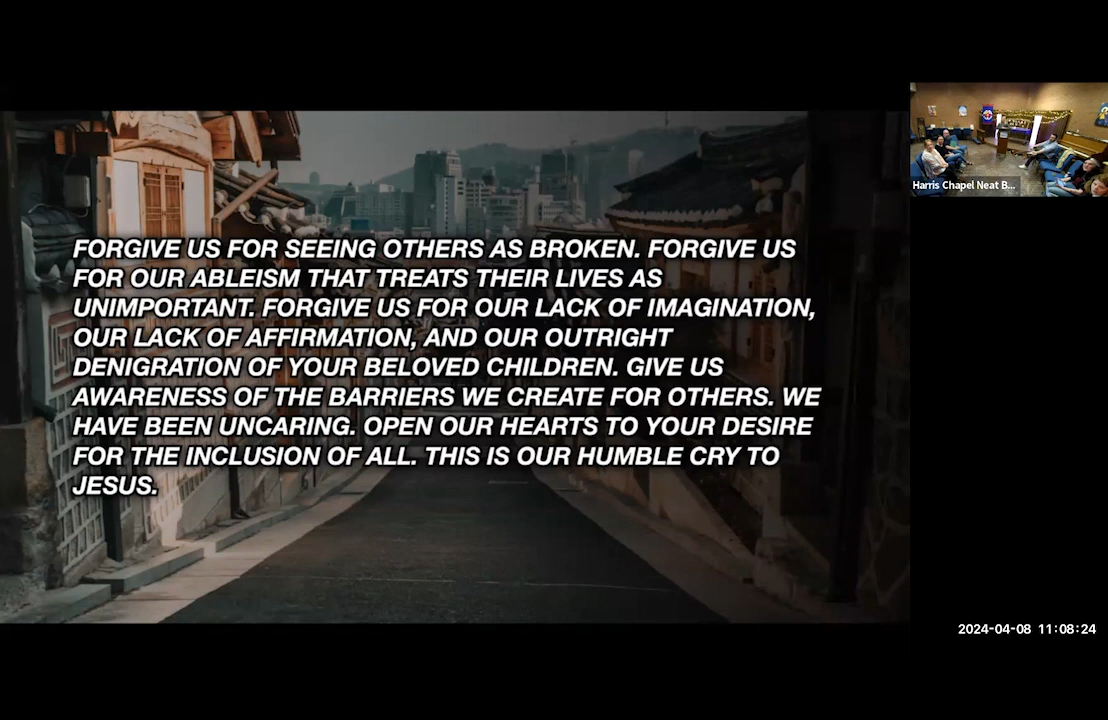 FORGIVE US FOR SEEING OTHERS AS BROKEN. FORGIVE US
FOR OUR ABLEISM THAT TREATS THEIR LIVES AS
UNIMPORTANT. FORGIVE US FOR OUR LACK OF IMAGINATION,
OUR LACK OF AFFIRMATION, AND OUR OUTRIGHT
DENIGRATION OF YOUR BELOVED CHILDREN. GIVE US
AWARENESS OF THE BARRIERS WE CREATE FOR OTHERS. WE
HAVE BEEN UNCARING. OPEN OUR HEARTS TO YOUR DESIRE
FOR THE INCLUSION OF ALL. THIS IS OUR HUMBLE CRY TO
JESUS.
Harris Chapel Neat B...
2024-04-08 11:08:24